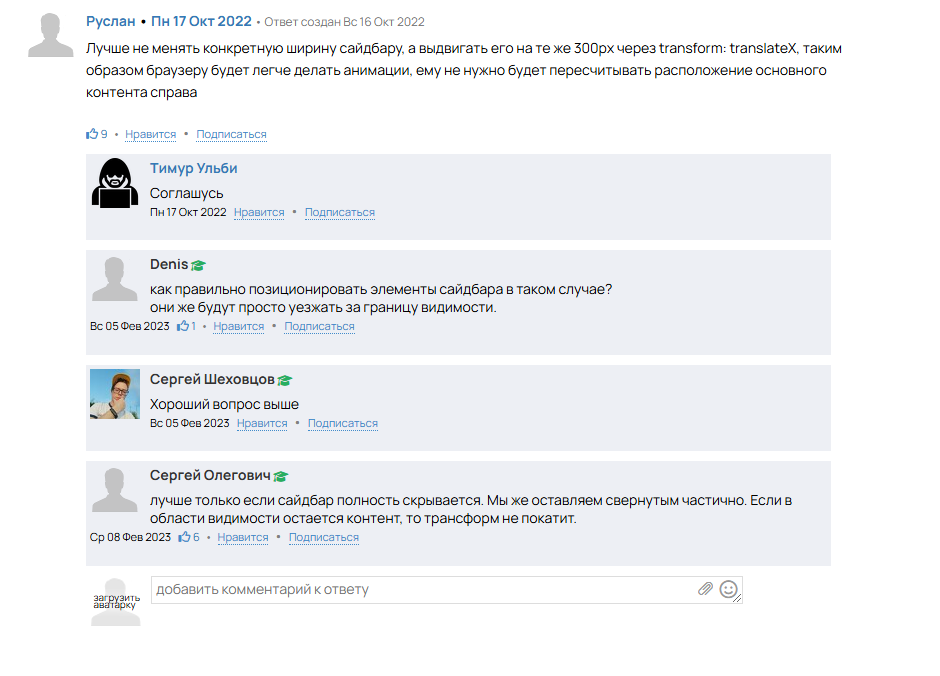 Руслан • Пн 17 Окт 2022 • Ответ создан Вс 16 Окт 2022
Лучше не менять конкретную ширину сайдбару, а выдвигать его на те же 300px через transform: translateX, таким
образом браузеру будет легче делать анимации, ему не нужно будет пересчитывать расположение основного
контента справа
9 • Нравится • Подписаться
Тимур Ульби
Соглашусь
Пн 17 Окт 2022 Нравится • Подписаться
Denis
как правильно позиционировать элементы сайдбара в таком случае?
они же будут просто уезжать за границу видимости.
Вс 05 Фев 2023 1 • Нравится • Подписаться
Сергей Шеховцов
Хороший вопрос выше
Вс 05 Фев 2023 Нравится • Подписаться
Сергей Олегович
лучше только если сайдбар полность скрывается. Мы же оставляем свернутым частично. Если в
области видимости остается контент, то трансформ не покатит.
Ср 08 Фев 2023 6 • Нравится • Подписаться
загрузить
аватарку
добавить комментарий к ответу